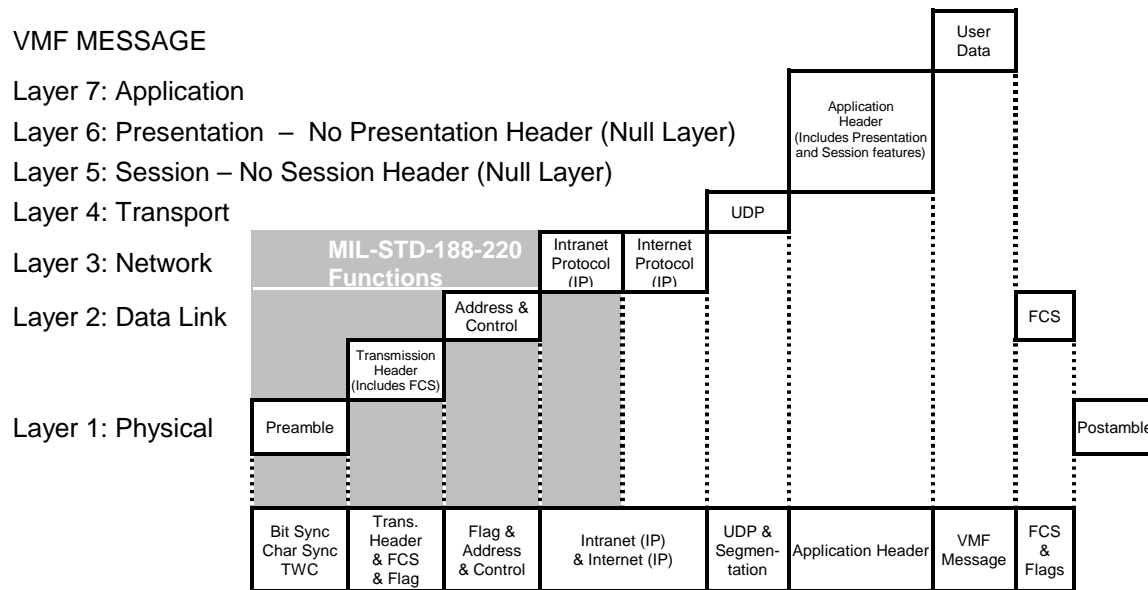 User
Data
VMF MESSAGE
Layer 7: Application
Application
Header
(Includes Presentation
and Session features)
Layer 6: Presentation – No Presentation Header (Null Layer)
Layer 5: Session – No Session Header (Null Layer)
Layer 4: Transport
UDP
Layer 3: Network
MIL-STD-188-220
Functions
Intranet
Protocol
(IP)
Internet
Protocol
(IP)
Layer 2: Data Link
Address &
Control
FCS
Transmission
Header
(Includes FCS)
Layer 1: Physical
Preamble
Postamble
Bit Sync
Char Sync
TWC
Trans.
Header
& FCS
& Flag
Flag &
Address
& Control
Intranet (IP)
& Internet (IP)
UDP &
Segmen-
tation
Application Header
VMF
Message
FCS
&
Flags